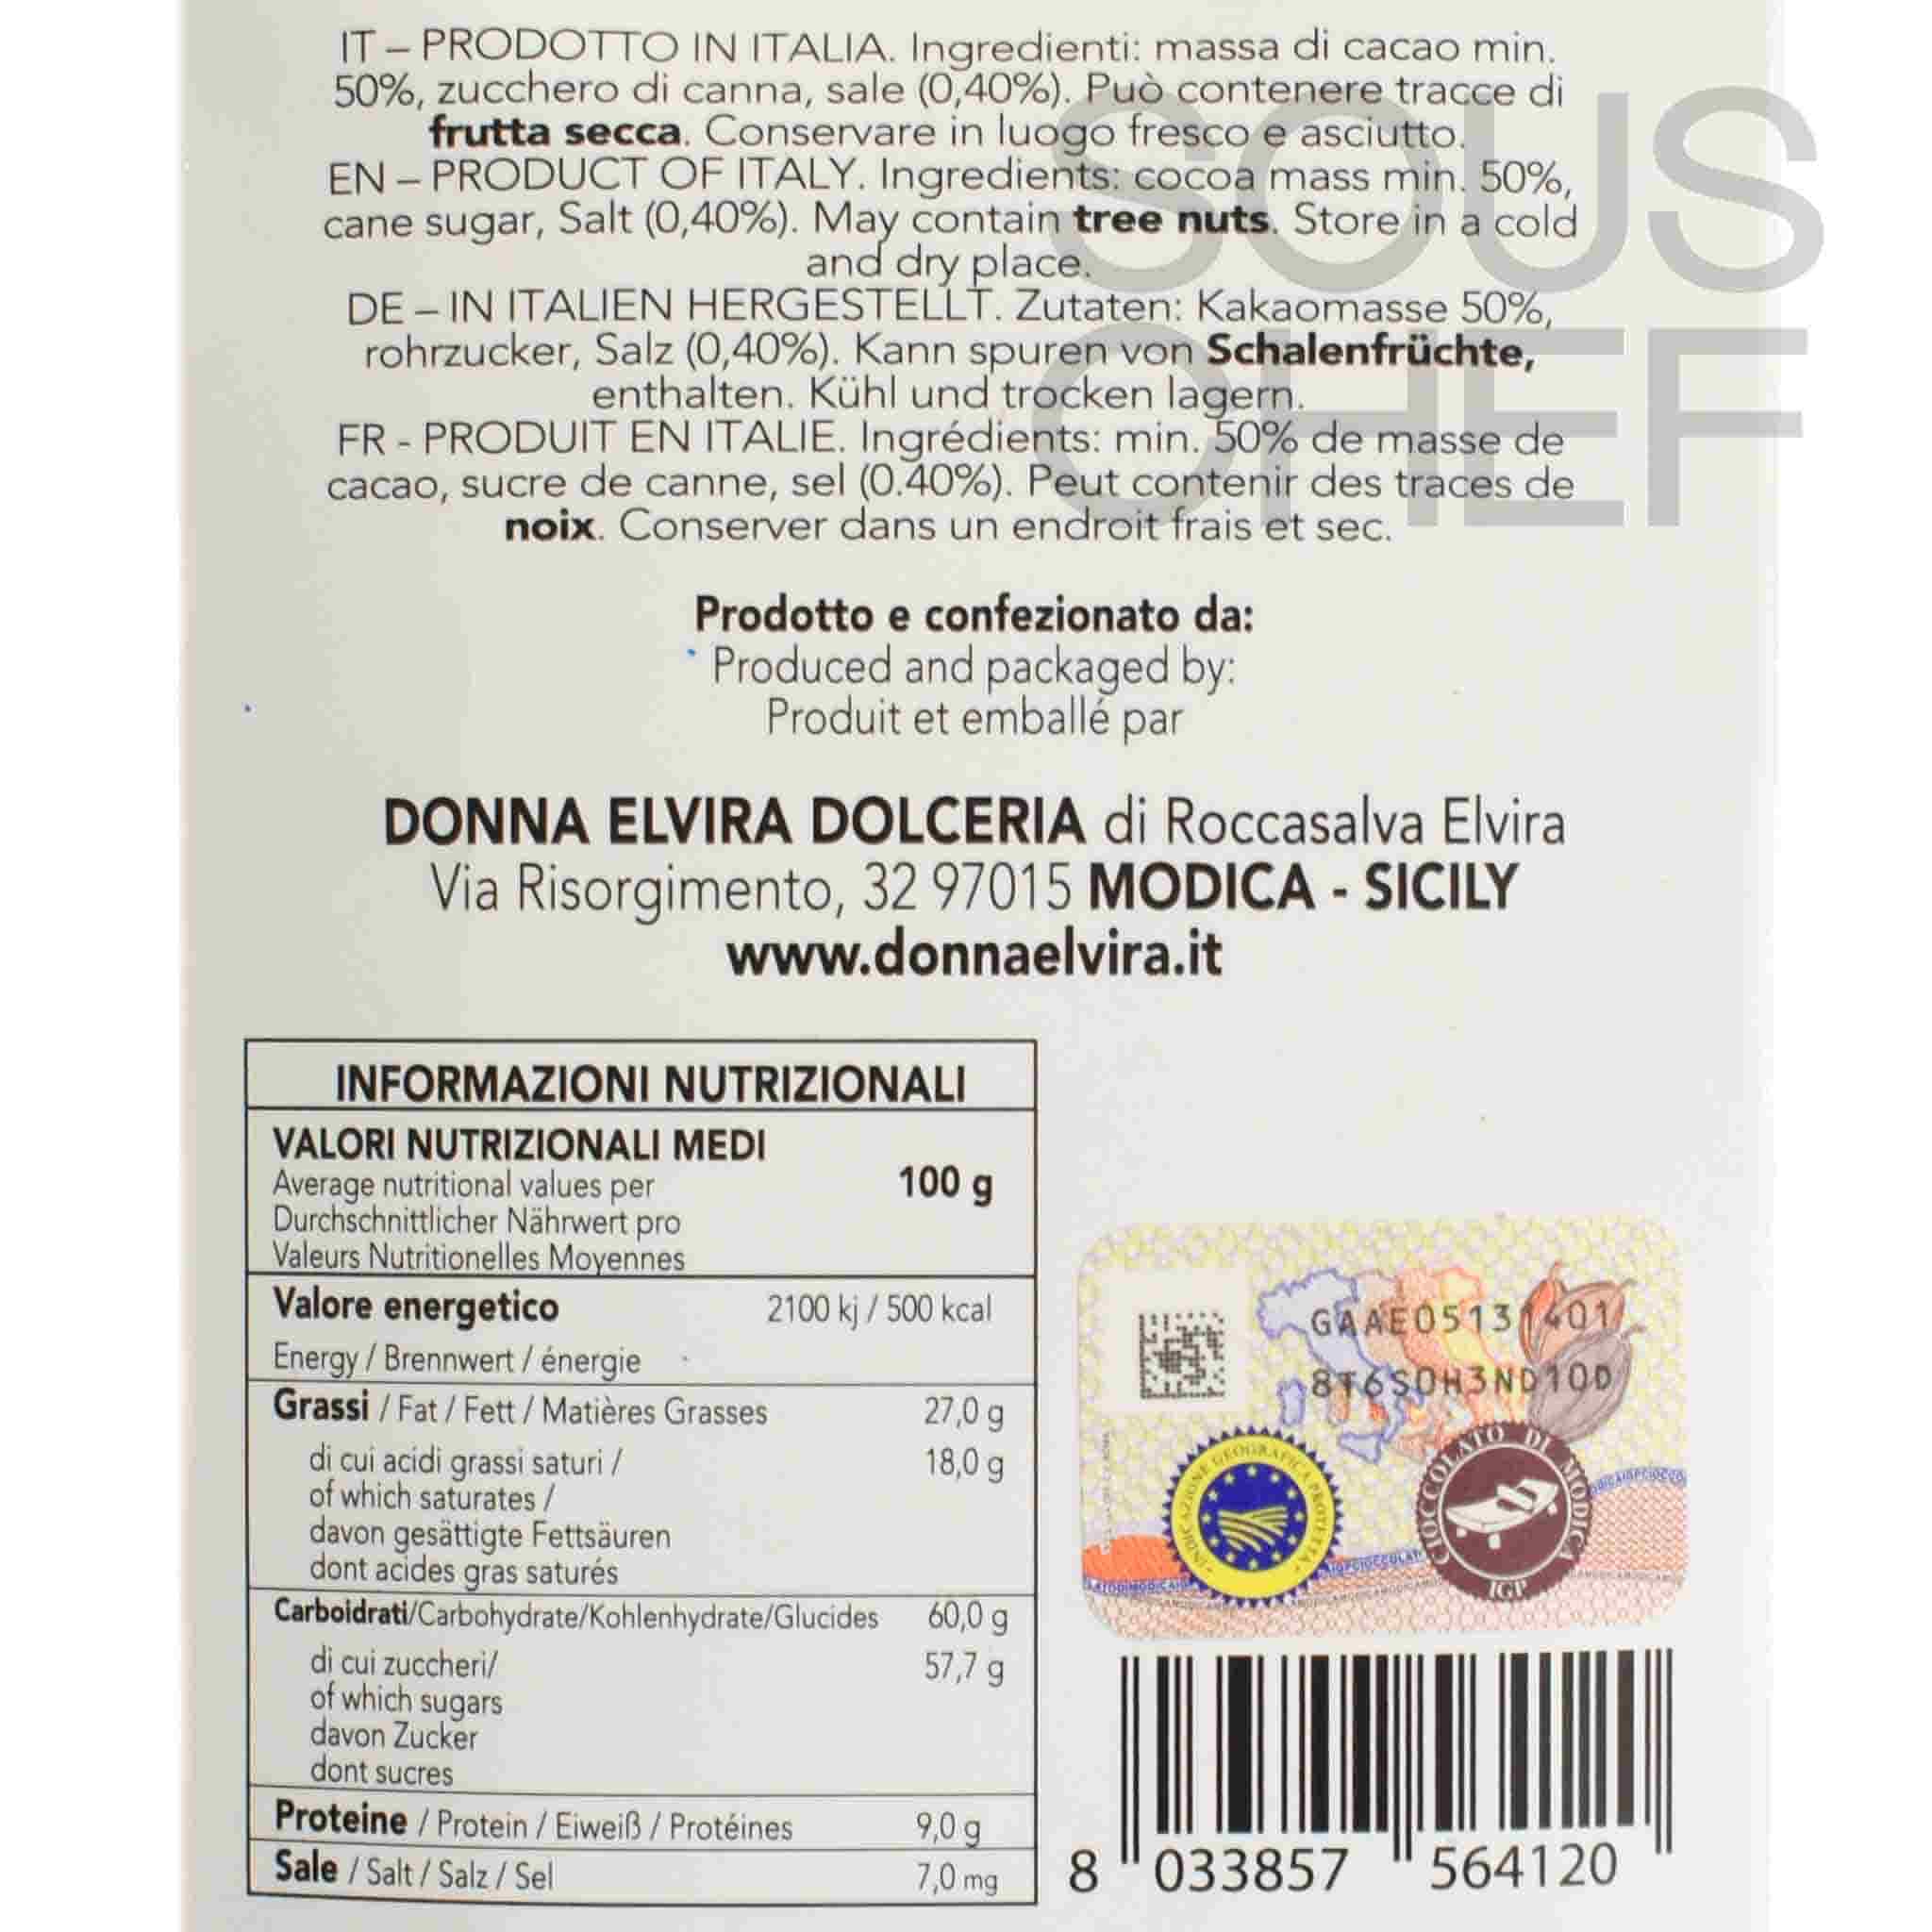 IT – PRODOTTO IN ITALIA. Ingredienti: massa di cacao min.
50%, zucchero di canna, sale (0,40%). Può contenere tracce di
frutta secca. Conservare in luogo fresco e asciutto.
EN – PRODUCT OF ITALY. Ingredients: cocoa mass min. 50%,
cane sugar, Salt (0,40%). May contain tree nuts. Store in a cold
and dry place.
DE – IN ITALIEN HERGESTELLT. Zutaten: Kakaomasse 50%,
rohrzucker, Salz (0,40%). Kann spuren von Schalenfrüchte,
enthalten. Kühl und trocken lagern.
FR - PRODUIT EN ITALIE. Ingrédients: min. 50% de masse de
cacao, sucre de canne, sel (0.40%). Peut contenir des traces de
noix. Conserver dans un endroit frais et sec.
SOUS
CHEF
Prodotto e confezionato da:
Produced and packaged by:
Produit et emballé par
DONNA ELVIRA DOLCERIA di Roccasalva Elvira
Via Risorgimento, 32 97015 MODICA - SICILY
www.donnaelvira.it
INFORMAZIONI NUTRIZIONALI
VALORI NUTRIZIONALI MEDI
Average nutritional values per 100 g
Durchschnittlicher Nährwert pro
Valeurs Nutritionelles Moyennes
Valore energetico 2100 kj / 500 kcal
Energy / Brennwert / énergie
Grassi / Fat / Fett / Matières Grasses 27,0 g
di cui acidi grassi saturi / 18,0 g
of which saturates /
davon gesättigte Fettsäuren
dont acides gras saturés
Carboidrati/Carbohydrate/Kohlenhydrate/Glucides 60,0 g
di cui zuccheri/ 57,7 g
of which sugars
davon Zucker
dont sucres
Proteine / Protein / Eiweiß / Protéines 9,0 g
Sale / Salt / Salz / Sel 7,0 mg
GAAE05131401
8T6S0H3ND10D
INDICAZIONE GEOGRAFICA PROTETTA
CIOCCOLATO DI MODICA
IGP
8 033857 564120